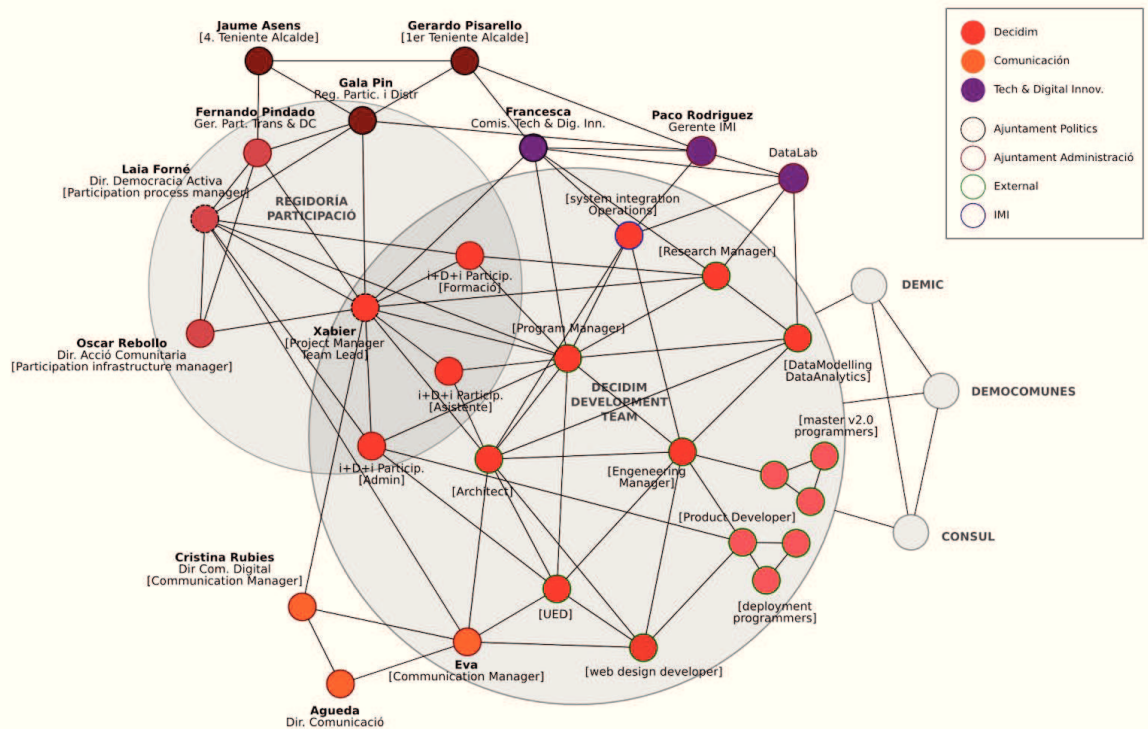 Jaume Asens
[4. Teniente Alcalde]
Gerardo Pisarello
[1er Teniente Alcalde]
Gala Pin
Reg. Partic. i Distr
Fernando Pindado
Ger. Part. Trans & DC
Francesca
Comis. Tech & Dig. Inn.
Paco Rodriguez
Gerente IMI
DataLab
Laia Forné
Dir. Democracia Activa
[Participation process manager]
REGIDORÍA
PARTICIPACIÓ
[system integration
Operations]
[Research Manager]
i+D+i Particip.
[Formació]
Oscar Rebollo
Dir. Acció Comunitaria
[Participation infrastructure manager]
Xabier
[Project Manager
Team Lead]
[Program Manager]
[DataModelling
DataAnalytics]
i+D+i Particip.
[Asistente]
DECIDIM
DEVELOPMENT
TEAM
[master v2.0
programmers]
i+D+i Particip.
[Admin]
[Architect]
[Engeneering
Manager]
[Product Developer]
[deployment
programmers]
Cristina Rubies
Dir Com. Digital
[Communication Manager]
[UED]
Eva
[Communication Manager]
[web design developer]
Agueda
Dir. Comunicació
DEMIC
DEMOCOMUNES
CONSUL
Decidim
Comunicación
Tech & Digital Innov.
Ajuntament Politics
Ajuntament Administració
External
IMI